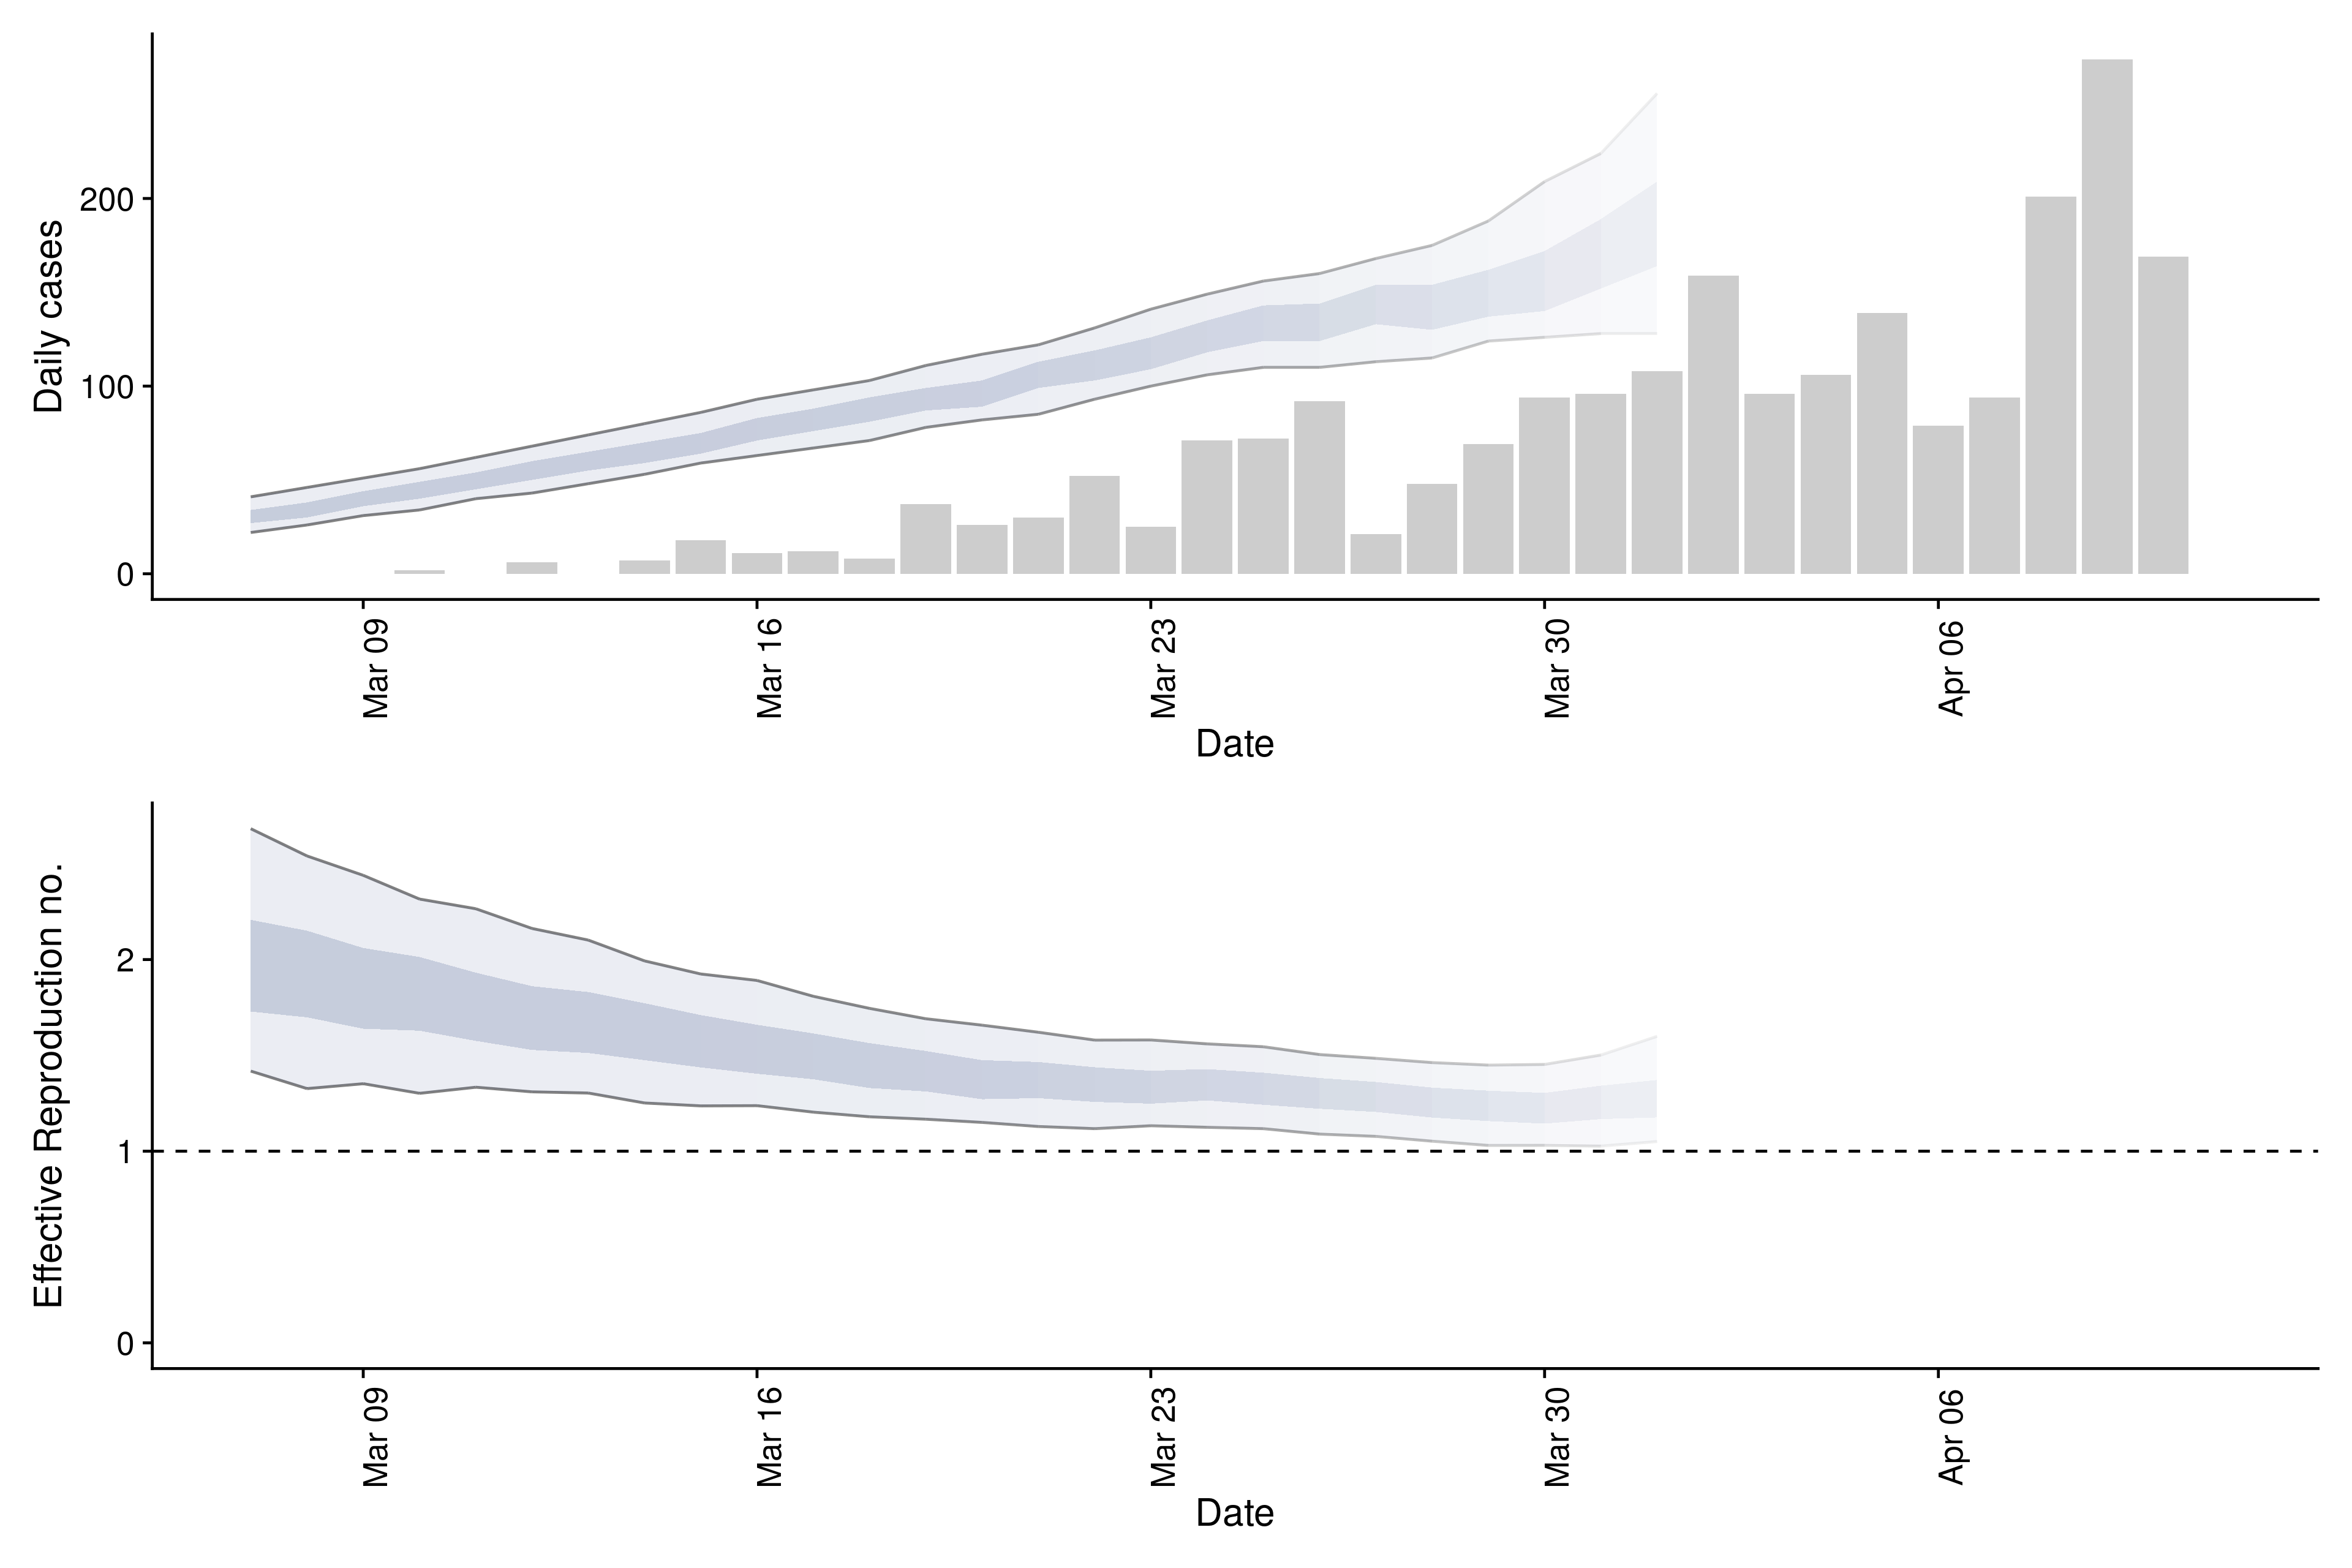 Daily cases
200
100
0
Mar 09
Mar 16
Mar 23
Mar 30
Apr 06
Date
Effective Reproduction no.
2
1
0
Mar 09
Mar 16
Mar 23
Mar 30
Apr 06
Date